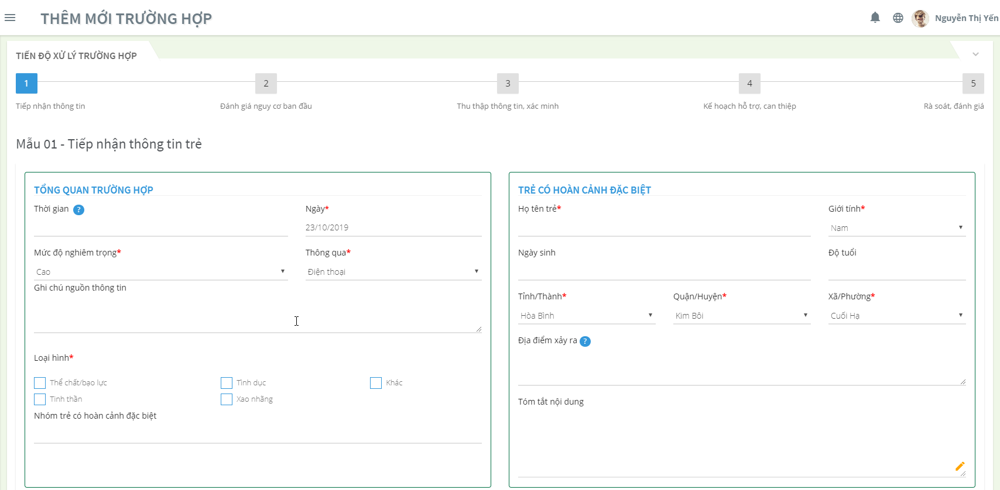 THÊM MỚI TRƯỜNG HỢP
Nguyễn Thị Yến
TIẾN ĐỘ XỬ LÝ TRƯỜNG HỢP
1 2 3 4 5
Tiếp nhận thông tin Đánh giá nguy cơ ban đầu Thu thập thông tin, xác minh Kế hoạch hỗ trợ, can thiệp Rà soát, đánh giá
Mẫu 01 - Tiếp nhận thông tin trẻ
TỔNG QUAN TRƯỜNG HỢP
Thời gian ? Ngày*
23/10/2019
Mức độ nghiêm trọng* Thông qua*
Cao Điện thoại
Ghi chú nguồn thông tin
Loại hình*
Thể chất/bạo lực Tình dục Khác
Tinh thần Xao nhãng
Nhóm trẻ có hoàn cảnh đặc biệt
TRẺ CÓ HOÀN CẢNH ĐẶC BIỆT
Họ tên trẻ* Giới tính*
Nam
Ngày sinh Độ tuổi
Tỉnh/Thành* Quận/Huyện* Xã/Phường*
Hòa Bình Kim Bôi Cuối Hạ
Địa điểm xảy ra ?
Tóm tắt nội dung